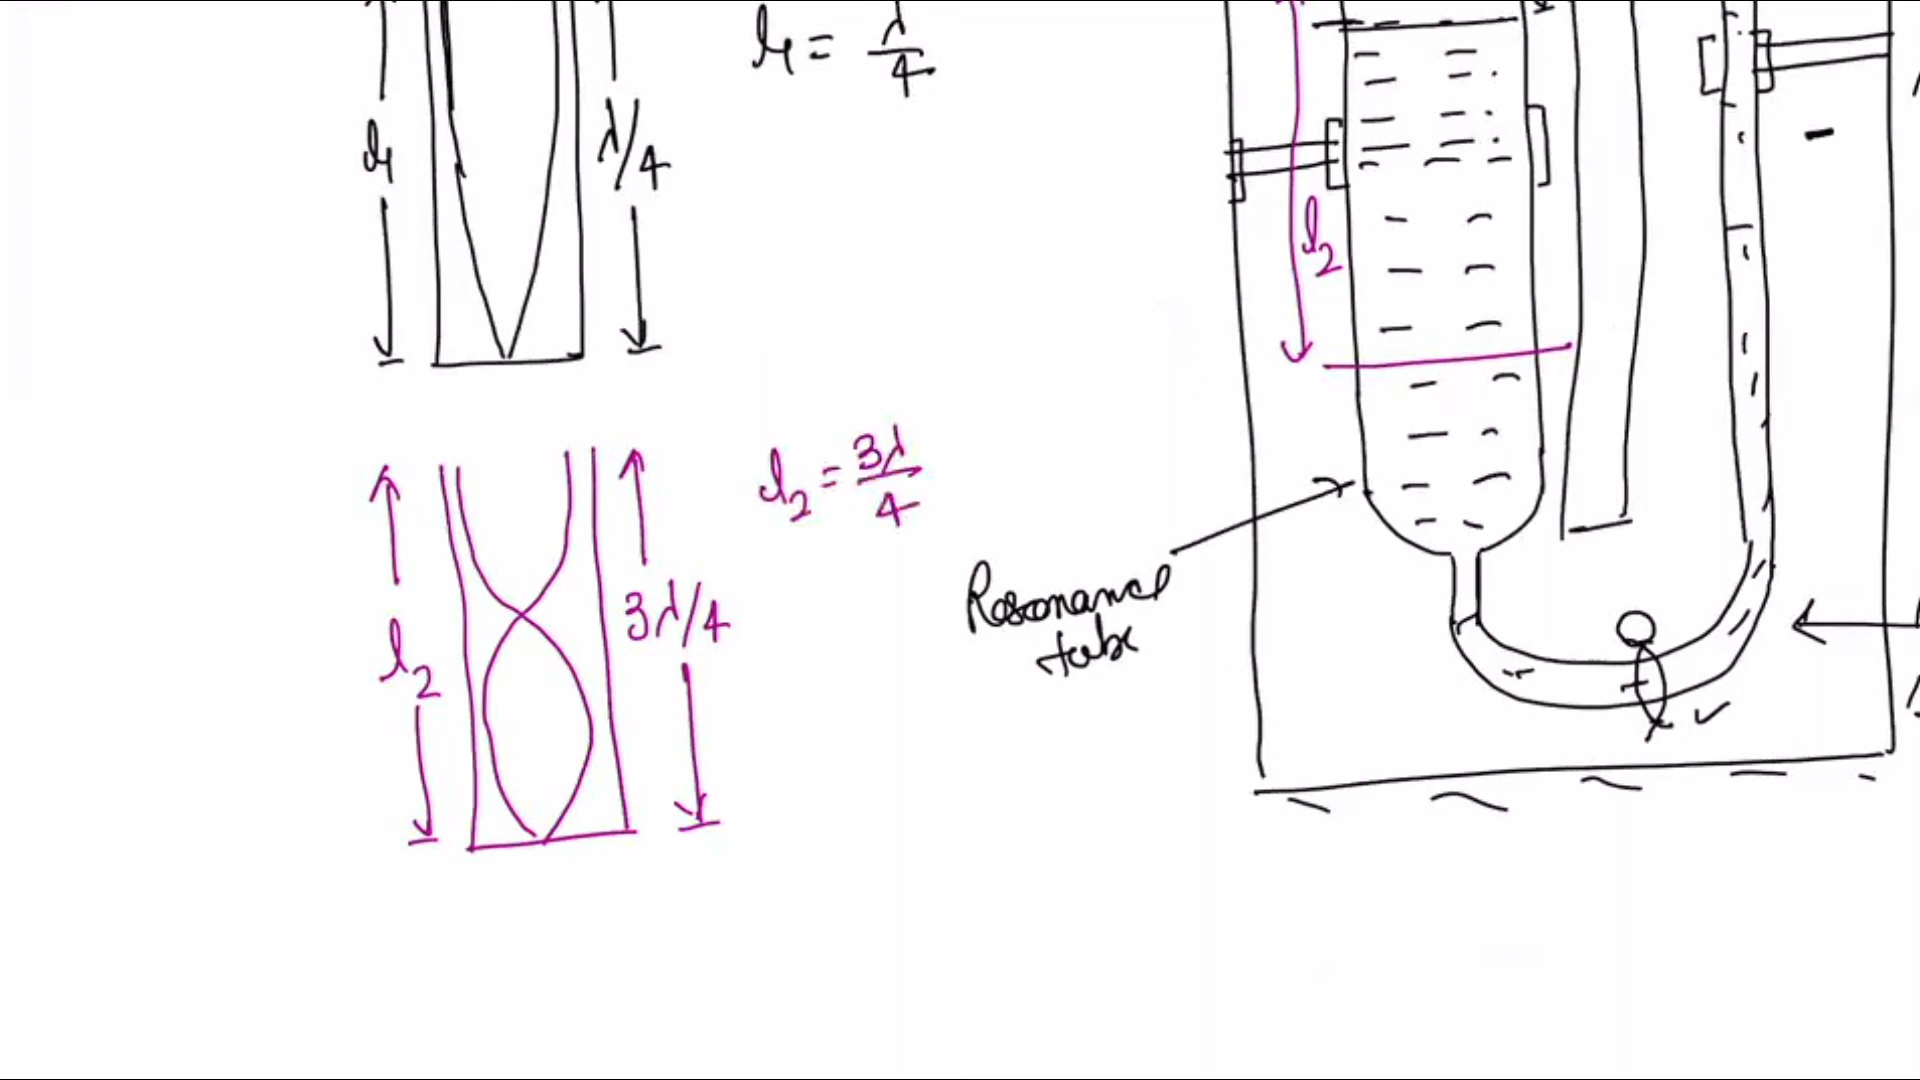 l₁ = λ/4
l₁
λ/4
l₂
l₂ = 3λ/4
l₂
3λ/4
Resonance
tube